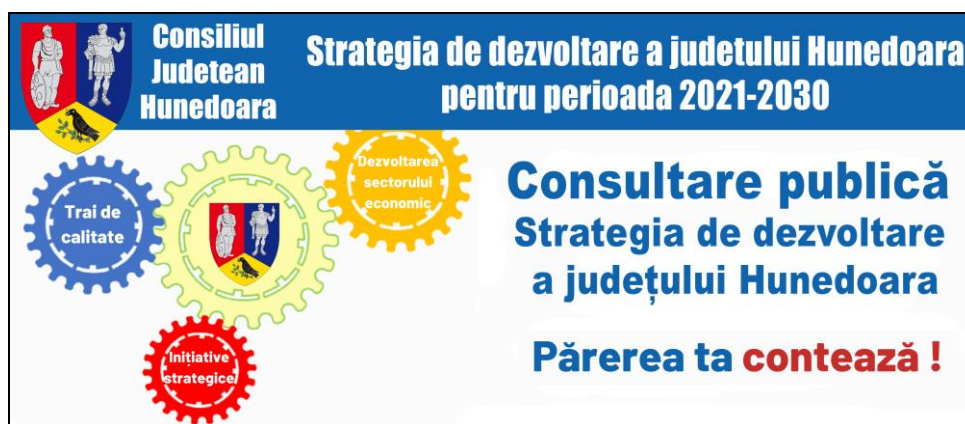 Consiliul
Judetean
Hunedoara
Strategia de dezvoltare a judetului Hunedoara
pentru perioada 2021-2030
Dezvoltarea
sectorului
economic
Trai de
calitate
Inițiative
strategice
Consultare publică
Strategia de dezvoltare
a județului Hunedoara
Părerea ta contează !